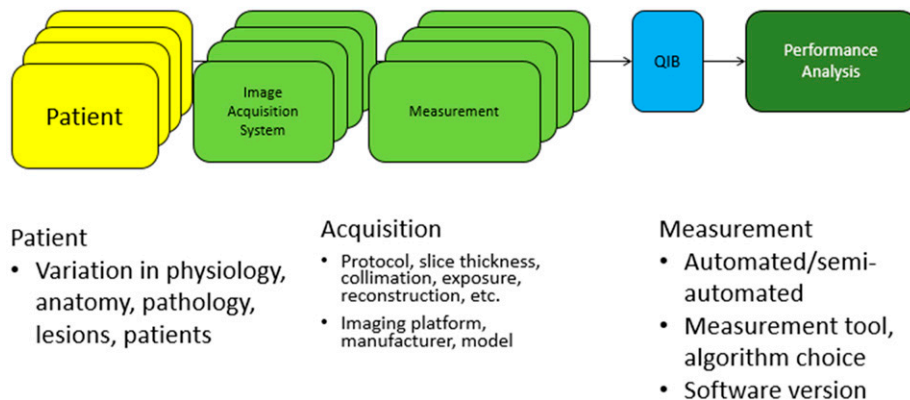 Patient
Image
Acquisition
System
Measurement
QIB
Performance
Analysis
Patient
• Variation in physiology,
anatomy, pathology,
lesions, patients
Acquisition
• Protocol, slice thickness,
collimation, exposure,
reconstruction, etc.
• Imaging platform,
manufacturer, model
Measurement
• Automated/semi-
automated
• Measurement tool,
algorithm choice
• Software version